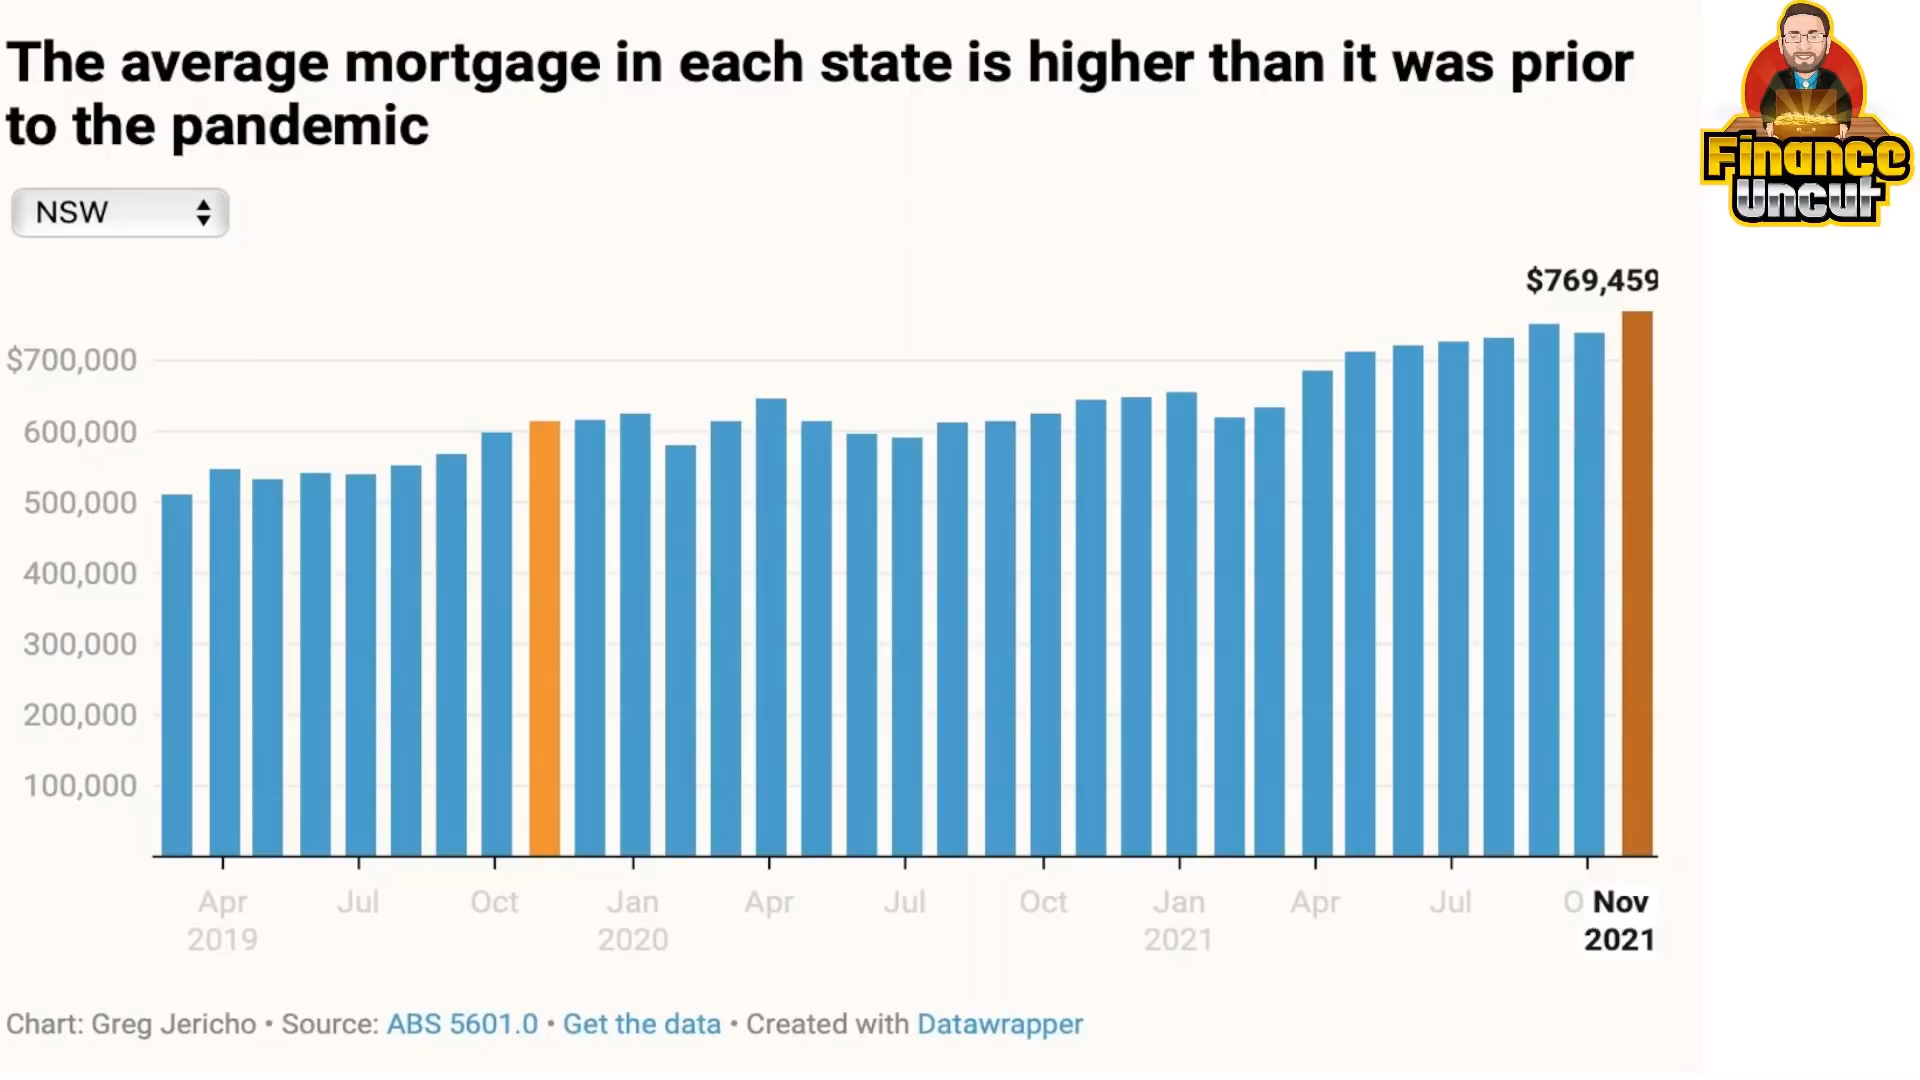 The average mortgage in each state is higher than it was prior
to the pandemic
Finance
Uncut
NSW
$769,459
$700,000
600,000
500,000
400,000
300,000
200,000
100,000
Apr Jul Oct Jan Apr Jul Oct Jan Apr Jul O Nov
2019 2020 2021 2021
Chart: Greg Jericho • Source: ABS 5601.0 • Get the data • Created with Datawrapper